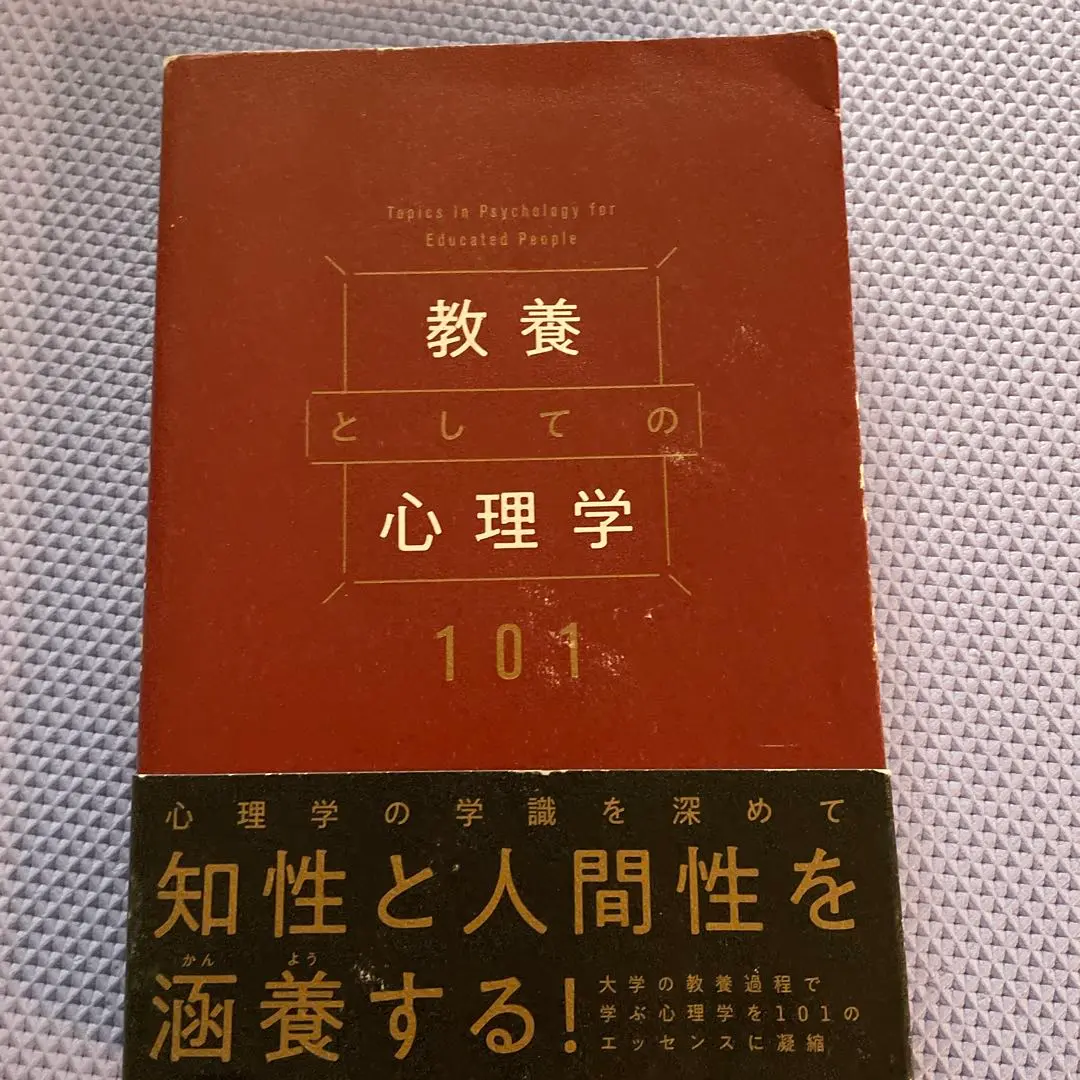 Topics in Psychology for
Educated People
教養
としての
心理学
101
心理学の学識を深めて
知性と人間性を
かん よう
涵養する!
大学の教養過程で
学ぶ心理学を101の
エッセンスに凝縮